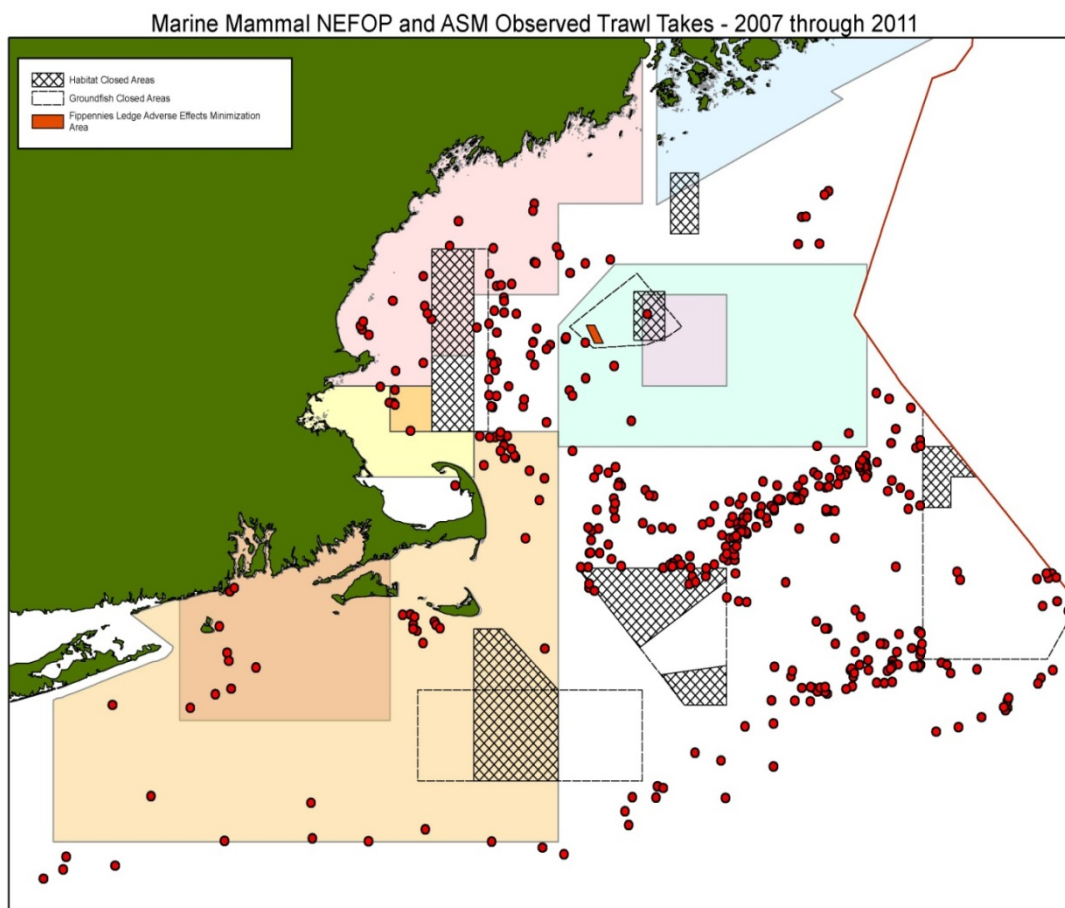 Marine Mammal NEFOP and ASM Observed Trawl Takes - 2007 through 2011
Habitat Closed Areas
Groundfish Closed Areas
Fippennies Ledge Adverse Effects Minimization
Area